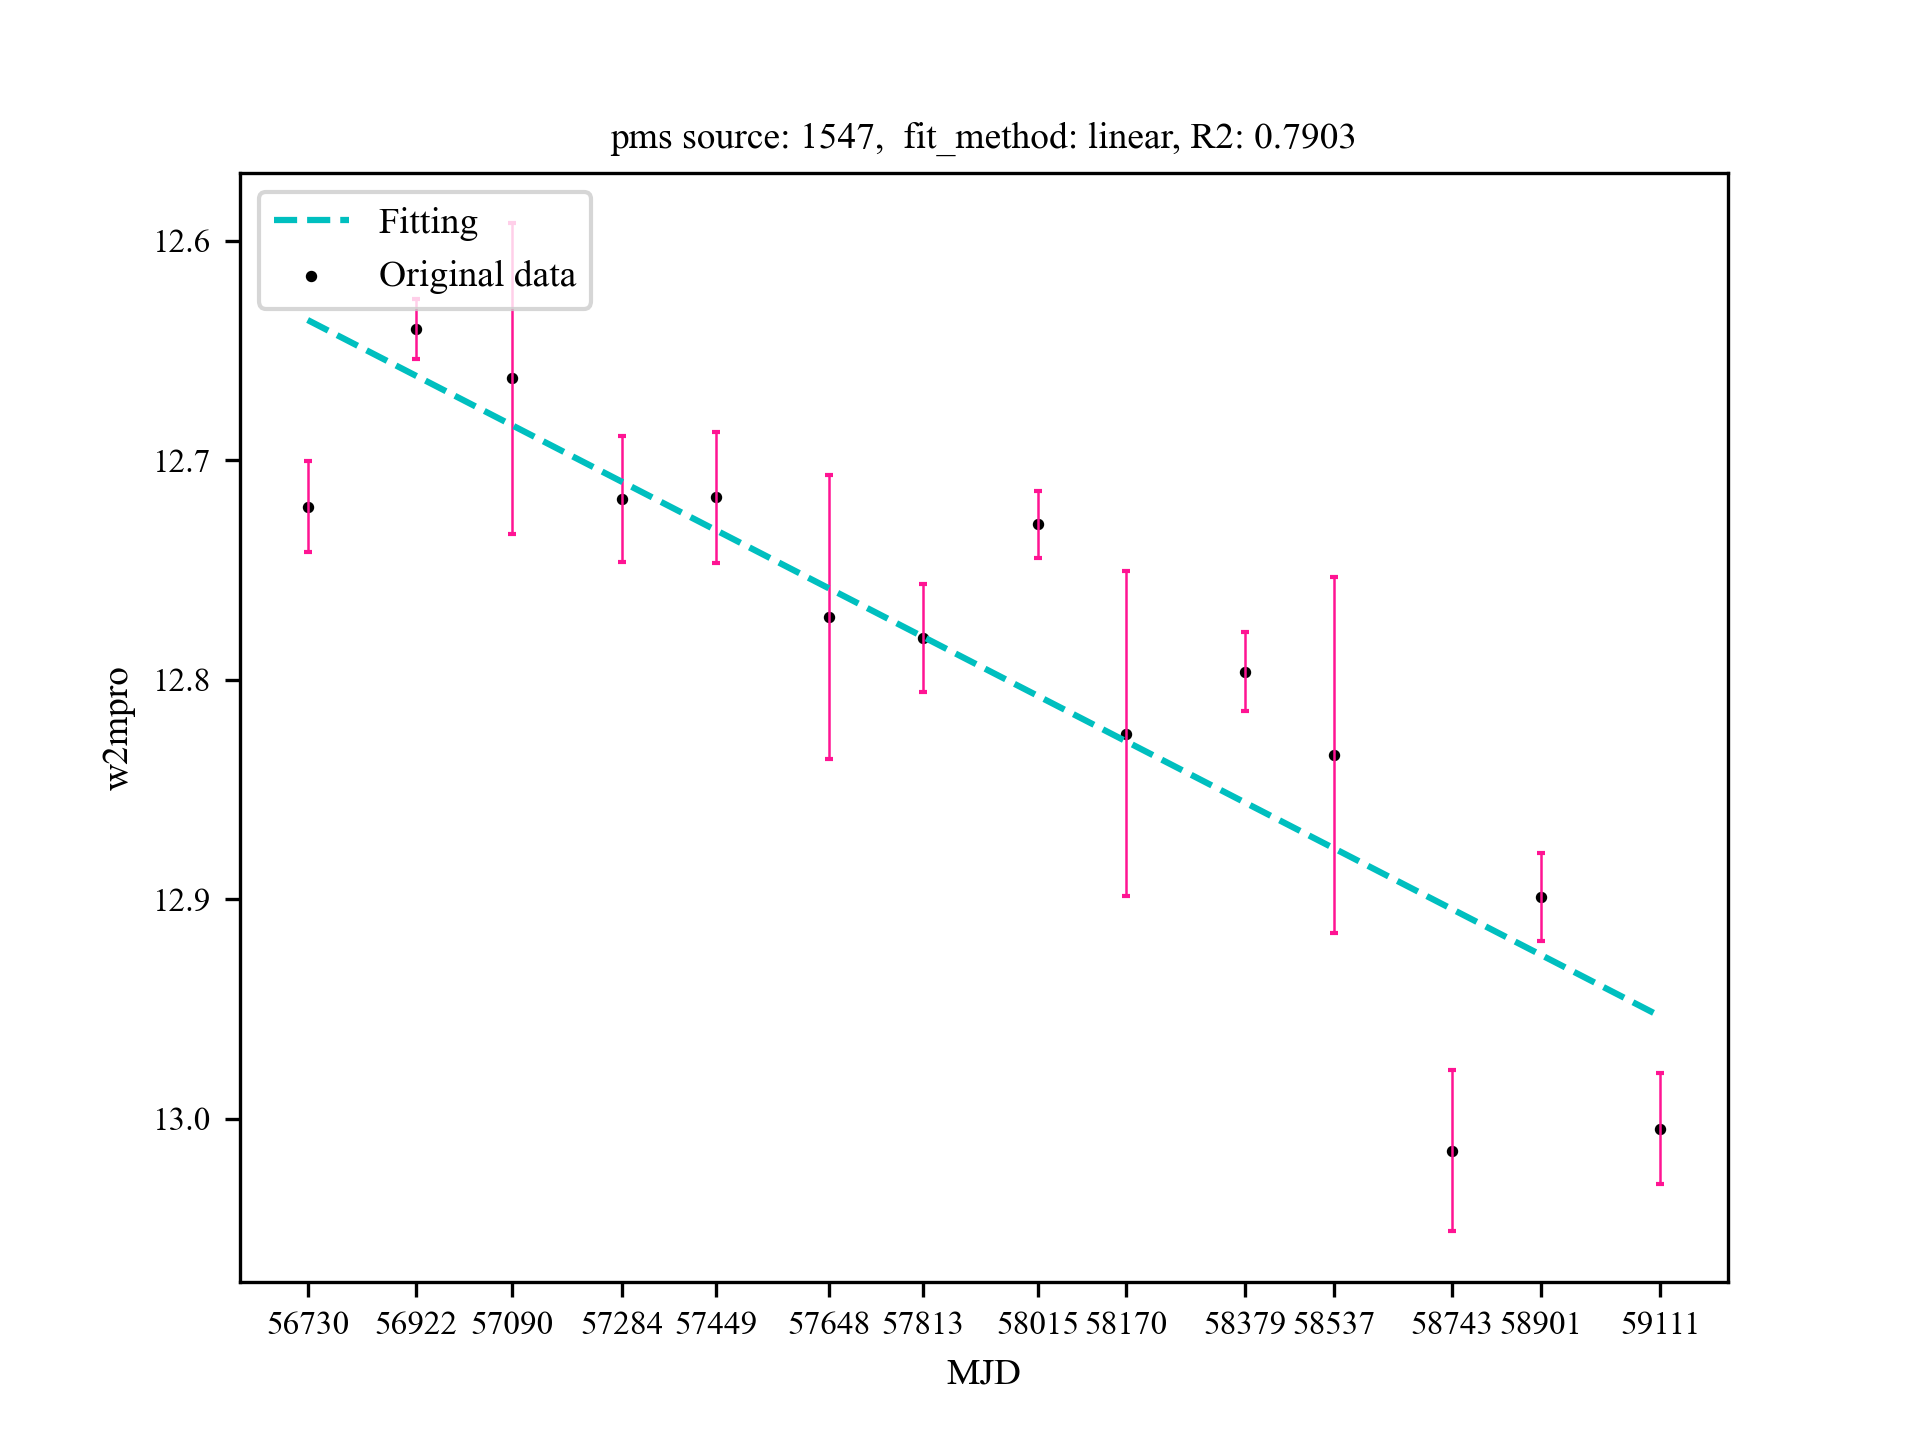 pms source: 1547,  fit_method: linear, R2: 0.7903
Fitting
Original data
12.6
12.7
12.8
12.9
13.0
w2mpro
56730 56922 57090 57284 57449 57648 57813 58015 58170 58379 58537 58743 58901 59111
MJD